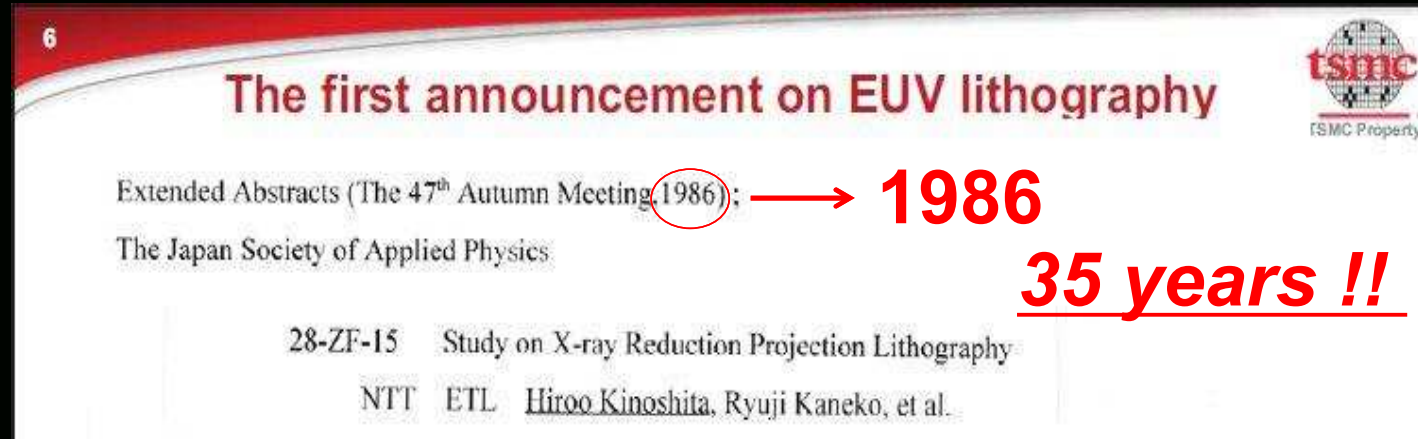 6
The first announcement on EUV lithography
tsmc
TSMC Property
Extended Abstracts (The 47th Autumn Meeting,1986); → 1986
The Japan Society of Applied Physics
35 years !!
28-ZF-15 Study on X-ray Reduction Projection Lithography
NTT ETL Hiroo Kinoshita, Ryuji Kaneko, et al.